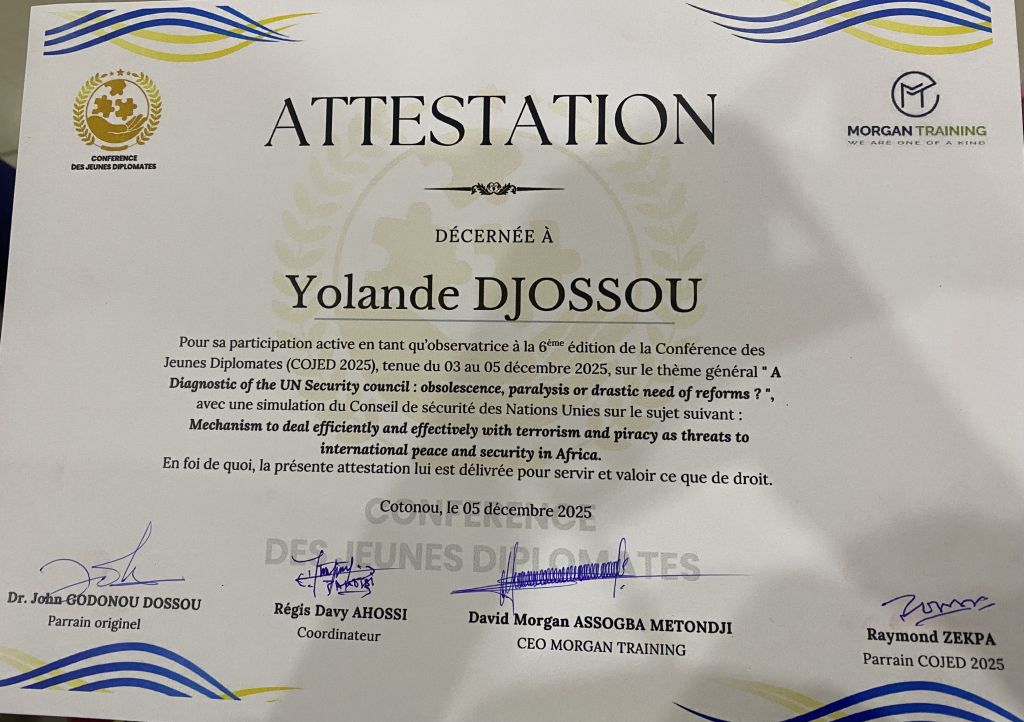 CONFERENCE
DES JEUNES DIPLOMATES
MORGAN TRAINING
WE ARE ONE OF A KIND
ATTESTATION
DÉCERNÉE À
Yolande DJOSSOU
Pour sa participation active en tant qu'observatrice à la 6ème édition de la Conférence des
Jeunes Diplomates (COJED 2025), tenue du 03 au 05 décembre 2025, sur le thème général " A
Diagnostic of the UN Security council : obsolescence, paralysis or drastic need of reforms ? ",
avec une simulation du Conseil de sécurité des Nations Unies sur le sujet suivant :
Mechanism to deal efficiently and effectively with terrorism and piracy as threats to
international peace and security in Africa.
En foi de quoi, la présente attestation lui est délivrée pour servir et valoir ce que de droit.
Cotonou, le 05 décembre 2025
CONFERENCE
DES JEUNES DIPLOMATES
Dr. John GODONOU DOSSOU
Parrain originel
Régis Davy AHOSSI
Coordinateur
David Morgan ASSOGBA METONDJI
CEO MORGAN TRAINING
Raymond ZEKPA
Parrain COJED 2025